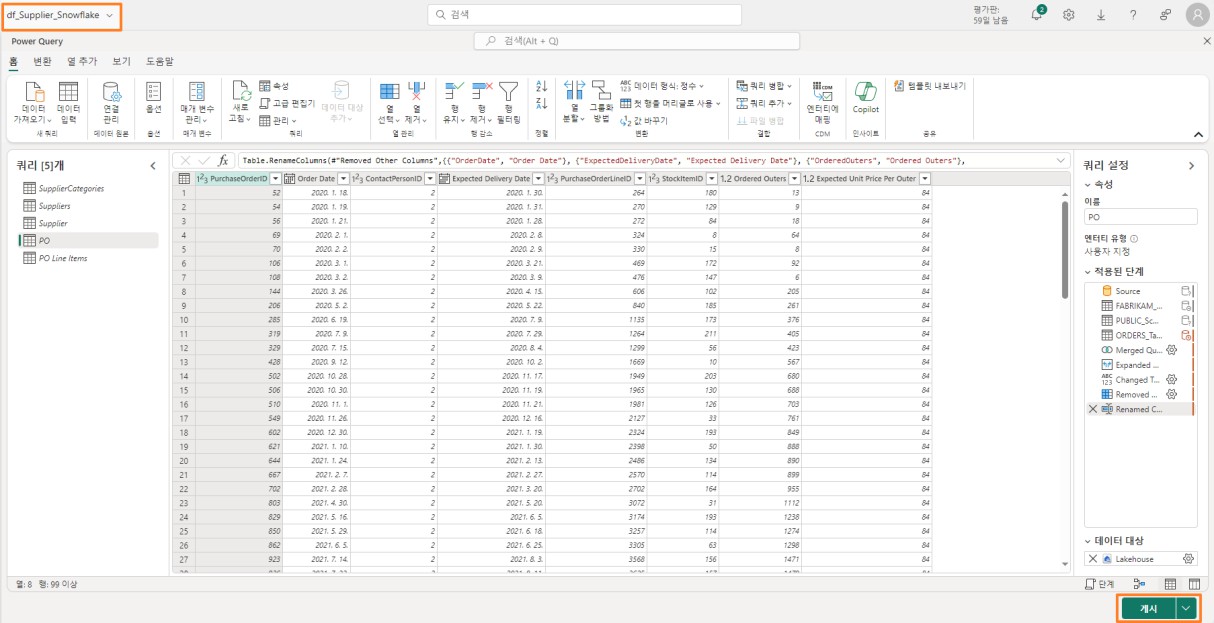 df_Supplier_Snowflake
검색
평가판:
59일 남음
2
Power Query
검색(Alt + Q)
홈 변환 열 추가 보기 도움말
데이터 가져오기
데이터 입력
새 쿼리
연결 관리
데이터 원본
옵션
옵션
매개 변수 관리
매개 변수
새로 고침
속성
고급 편집기
관리
데이터 대상 추가
쿼리
열 선택
열 제거
열 관리
행 유지
행 제거
행 필터링
행 감소
정렬
열 분할
그룹화 방법
데이터 형식: 정수
첫 행을 머리글로 사용
값 바꾸기
변환
쿼리 병합
쿼리 추가
파일 병합
결합
엔터티에 매핑
CDM
Copilot
인사이트
템플릿 내보내기
공유
쿼리 [5]개
SupplierCategories
Suppliers
Supplier
PO
PO Line Items
fx Table.RenameColumns(#"Removed Other Columns",{{"OrderDate", "Order Date"}, {"ExpectedDeliveryDate", "Expected Delivery Date"}, {"OrderedOuters", "Ordered Outers"},
PurchaseOrderID Order Date ContactPersonID Expected Delivery Date PurchaseOrderLineID StockItemID Ordered Outers Expected Unit Price Per Outer
1 52 2020. 1. 18. 2 2020. 1. 30. 264 180 13 84
2 54 2020. 1. 19. 2 2020. 1. 31. 270 129 9 84
3 56 2020. 1. 21. 2 2020. 1. 28. 272 84 18 84
4 69 2020. 2. 1. 2 2020. 2. 8. 324 8 64 84
5 70 2020. 2. 2. 2 2020. 2. 9. 330 15 8 84
6 106 2020. 3. 1. 2 2020. 3. 21. 469 172 92 84
7 108 2020. 3. 2. 2 2020. 3. 9. 476 147 6 84
8 144 2020. 3. 26. 2 2020. 4. 15. 606 102 205 84
9 206 2020. 5. 2. 2 2020. 5. 22. 840 185 261 84
10 285 2020. 6. 19. 2 2020. 7. 9. 1135 173 376 84
11 319 2020. 7. 9. 2 2020. 7. 29. 1264 211 405 84
12 329 2020. 7. 15. 2 2020. 8. 4. 1299 56 423 84
13 428 2020. 9. 12. 2 2020. 10. 2. 1669 10 567 84
14 502 2020. 10. 28. 2 2020. 11. 17. 1949 203 680 84
15 506 2020. 10. 30. 2 2020. 11. 19. 1965 130 688 84
16 510 2020. 11. 1. 2 2020. 11. 21. 1981 126 703 84
17 549 2020. 11. 26. 2 2020. 12. 16. 2127 33 761 84
18 602 2020. 12. 30. 2 2021. 1. 19. 2324 193 849 84
19 621 2021. 1. 10. 2 2021. 1. 30. 2398 50 888 84
20 644 2021. 1. 24. 2 2021. 2. 13. 2486 134 890 84
21 667 2021. 2. 7. 2 2021. 2. 27. 2570 114 899 84
22 702 2021. 2. 28. 2 2021. 3. 20. 2702 164 955 84
23 803 2021. 4. 30. 2 2021. 5. 20. 3072 31 1112 84
24 829 2021. 5. 16. 2 2021. 6. 5. 3174 193 1238 84
25 850 2021. 5. 29. 2 2021. 6. 18. 3257 114 1274 84
26 862 2021. 6. 5. 2 2021. 6. 25. 3305 63 1298 84
27 923 2021. 7. 14. 2 2021. 8. 3. 3568 156 1471 84
쿼리 설정
속성
이름
PO
엔터티 유형
사용자 지정
적용된 단계
Source
FABRIKAM_...
PUBLIC_Sc...
ORDERS_Ta...
Merged Qu...
Expanded ...
Changed T...
Removed ...
Renamed C...
데이터 대상
Lakehouse
열: 8 행: 99 이상
단계
게시